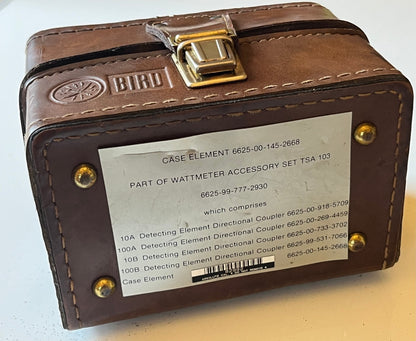 BIRD
CASE ELEMENT 6625-00-145-2668
PART OF WATTMETER ACCESSORY SET TSA 103
6625-99-777-2930
which comprises
10A Detecting Element Directional Coupler 6625-00-918-5709
100A Detecting Element Directional Coupler 6625-00-269-4459
10B Detecting Element Directional Coupler 6625-00-733-3702
100B Detecting Element Directional Coupler 6625-99-531-7066
Case Element 6625-00-145-2668